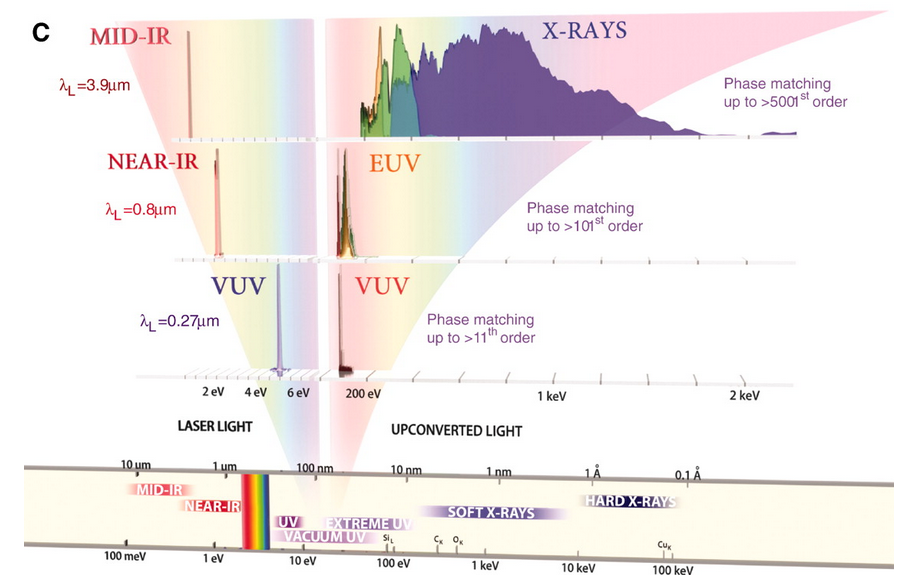 C
MID-IR
X-RAYS
λL=3.9μm
Phase matching
up to >5001st order
NEAR-IR
EUV
λL=0.8μm
Phase matching
up to >101st order
VUV
VUV
λL=0.27μm
Phase matching
up to >11th order
2 eV 4 eV 6 eV 200 eV 1 keV 2 keV
LASER LIGHT
UPCONVERTED LIGHT
10 μm 1 μm 100 nm 10 nm 1 nm 1 Å 0.1 Å
MID-IR
NEAR-IR
HARD X-RAYS
SOFT X-RAYS
UV
EXTREME UV
VACUUM UV
SiL
CK
OK
CuK
100 meV 1 eV 10 eV 100 eV 1 keV 10 keV 100 keV